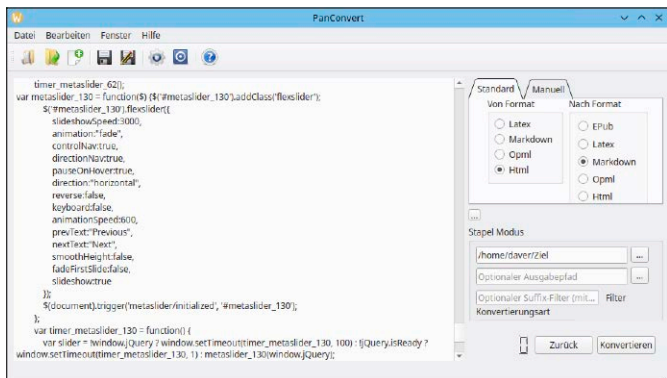 PanConvert
Datei Bearbeiten Fenster Hilfe
timer_metaslider_62();
var metaslider_130 = function($) {$('#metaslider_130').addClass('flexslider');
$('#metaslider_130').flexslider({
slideshowSpeed:3000,
animation:"fade",
controlNav:true,
directionNav:true,
pauseOnHover:true,
direction:"horizontal",
reverse:false,
keyboard:false,
animationSpeed:600,
prevText:"Previous",
nextText:"Next",
smoothHeight:false,
fadeFirstSlide:false,
slideshow:true
});
$(document).trigger('metaslider/initialized', '#metaslider_130');
};
var timer_metaslider_130 = function() {
var slider = !window.jQuery ? window.setTimeout(timer_metaslider_130, 100) : !jQuery.isReady ?
window.setTimeout(timer_metaslider_130, 1) : metaslider_130(window.jQuery);
Standard Manuell
Von Format Nach Format
Latex
Markdown
Opml
Html
EPub
Latex
Markdown
Opml
Html
...
Stapel Modus
/home/daver/Ziel ...
Optionaler Ausgabepfad ...
Optionaler Suffix-Filter (mit... Filter
Konvertierungsart
Zurück Konvertieren